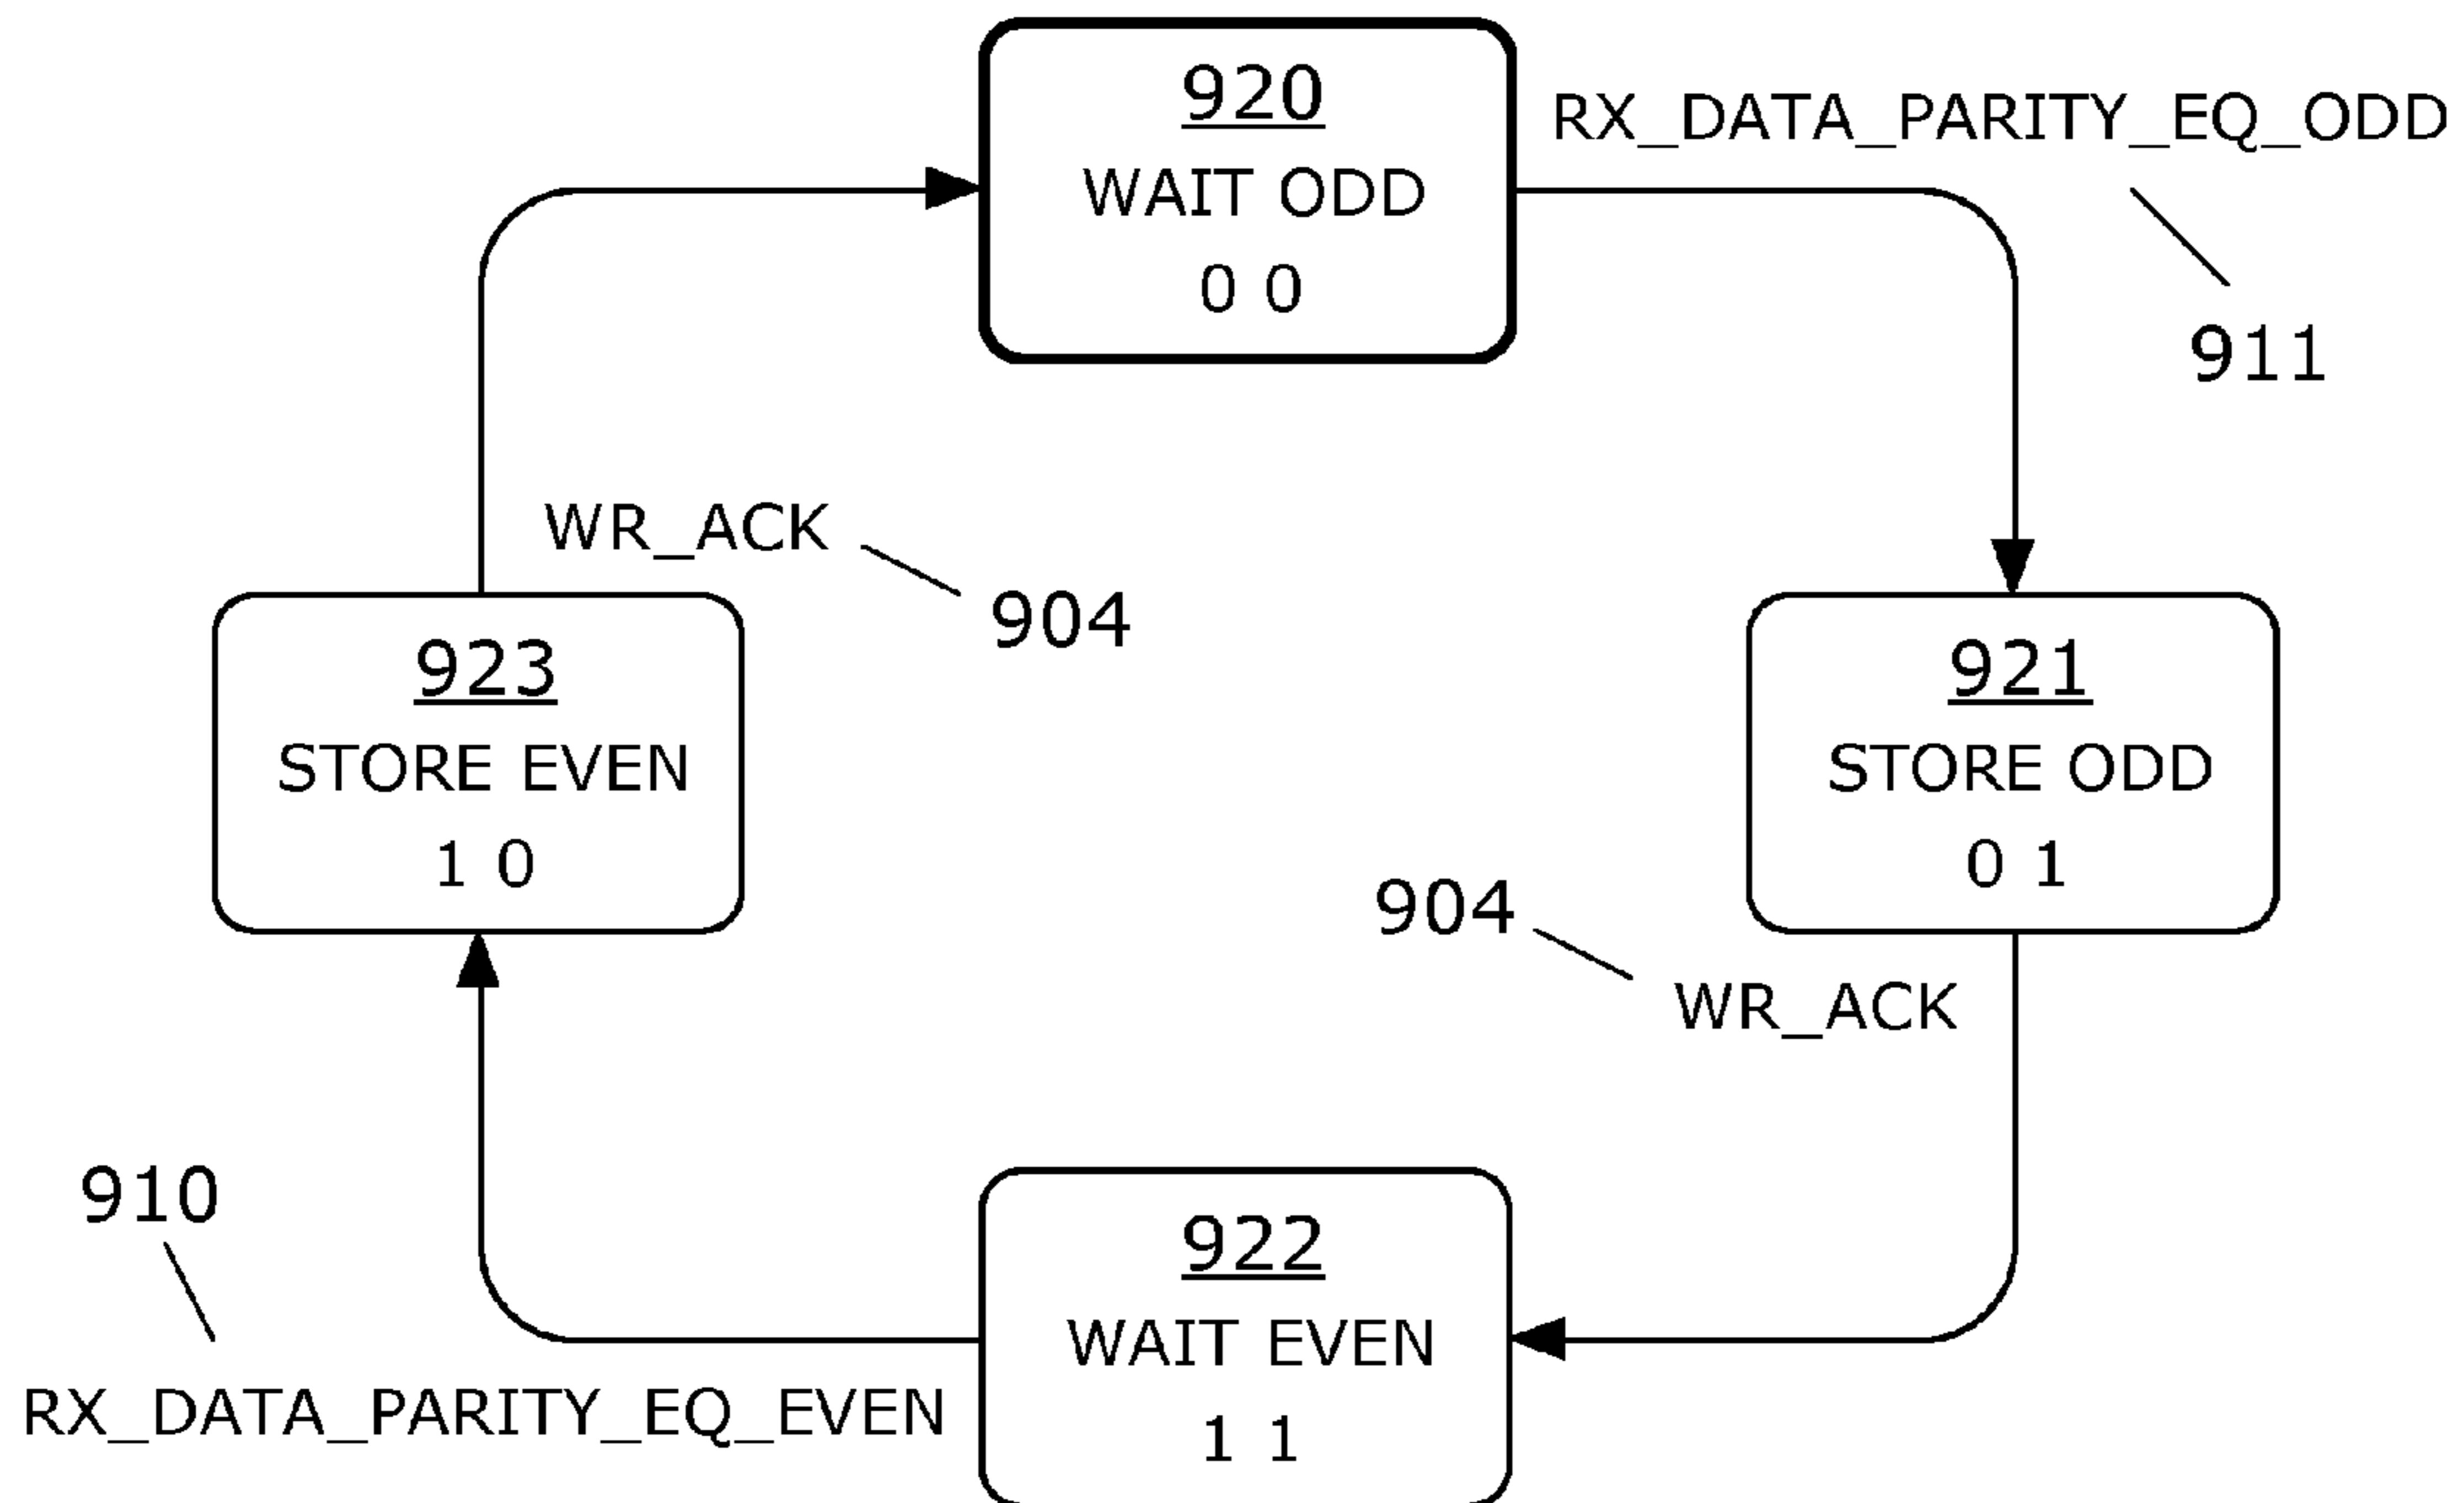 920
WAIT ODD
0 0
RX_DATA_PARITY_EQ_ODD
911
WR_ACK
904
923
STORE EVEN
1 0
921
STORE ODD
0 1
904
WR_ACK
910
RX_DATA_PARITY_EQ_EVEN
922
WAIT EVEN
1 1